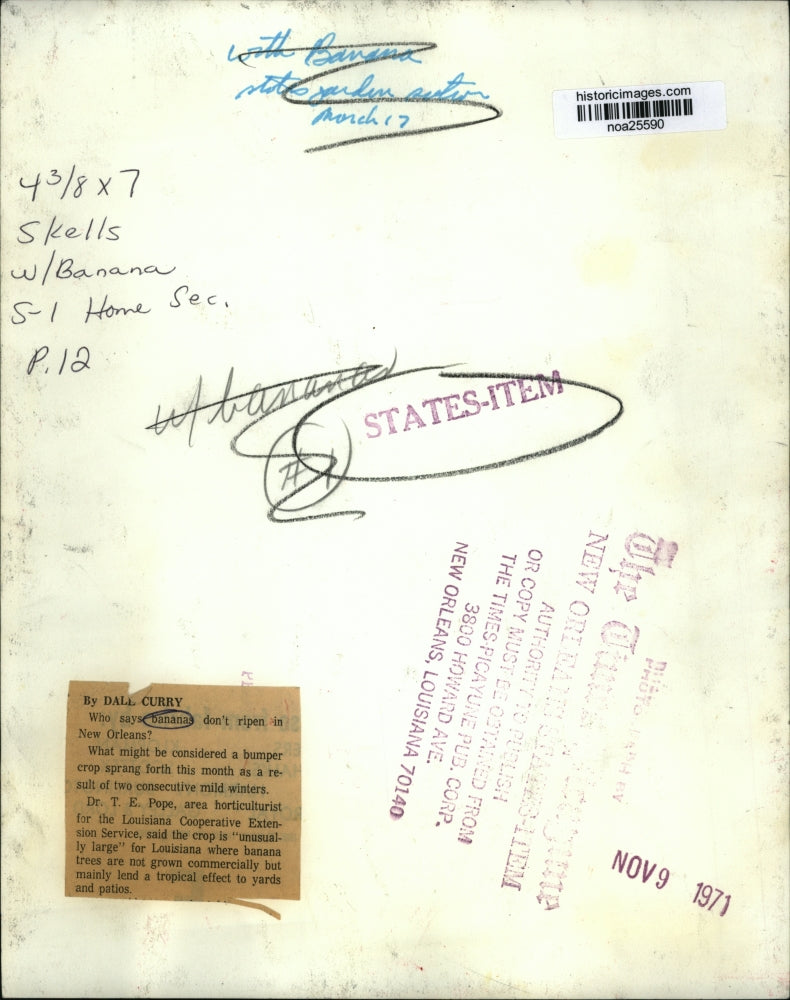 with Banana
states garden section
March 17
historicimages.com
noa25590
4 3/8 x 7
Skells
w/Banana
S-1 Home Sec.
P.12
w/bananas
#1
STATES-ITEM
The
NEW ORLEANS STATES-ITEM
AUTHORITY TO PUBLISH
OR COPY MUST BE OBTAINED FROM
THE TIMES-PICAYUNE PUB. CORP.
3800 HOWARD AVE.
NEW ORLEANS, LOUISIANA 70140
NOV 9 1971
By DALE CURRY
Who says bananas don't ripen in
New Orleans?
What might be considered a bumper
crop sprang forth this month as a re-
sult of two consecutive mild winters.
Dr. T. E. Pope, area horticulturist
for the Louisiana Cooperative Exten-
sion Service, said the crop is "unusual-
ly large" for Louisiana where banana
trees are not grown commercially but
mainly lend a tropical effect to yards
and patios.